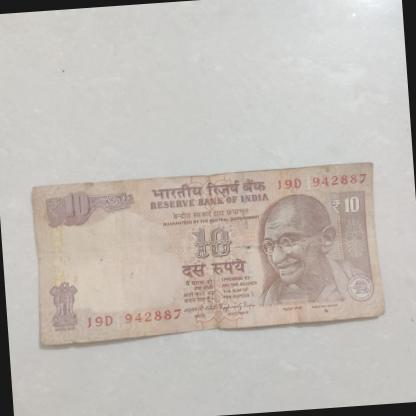 भारतीय रिज़र्व बैंक
RESERVE BANK OF INDIA
19D 942887
10
केन्द्रीय सरकार द्वारा प्रत्याभूत
GUARANTEED BY THE CENTRAL GOVERNMENT
10
₹10
दस रुपये
I PROMISE TO
PAY THE BEARER
THE SUM OF
TEN RUPEES
19D 942887